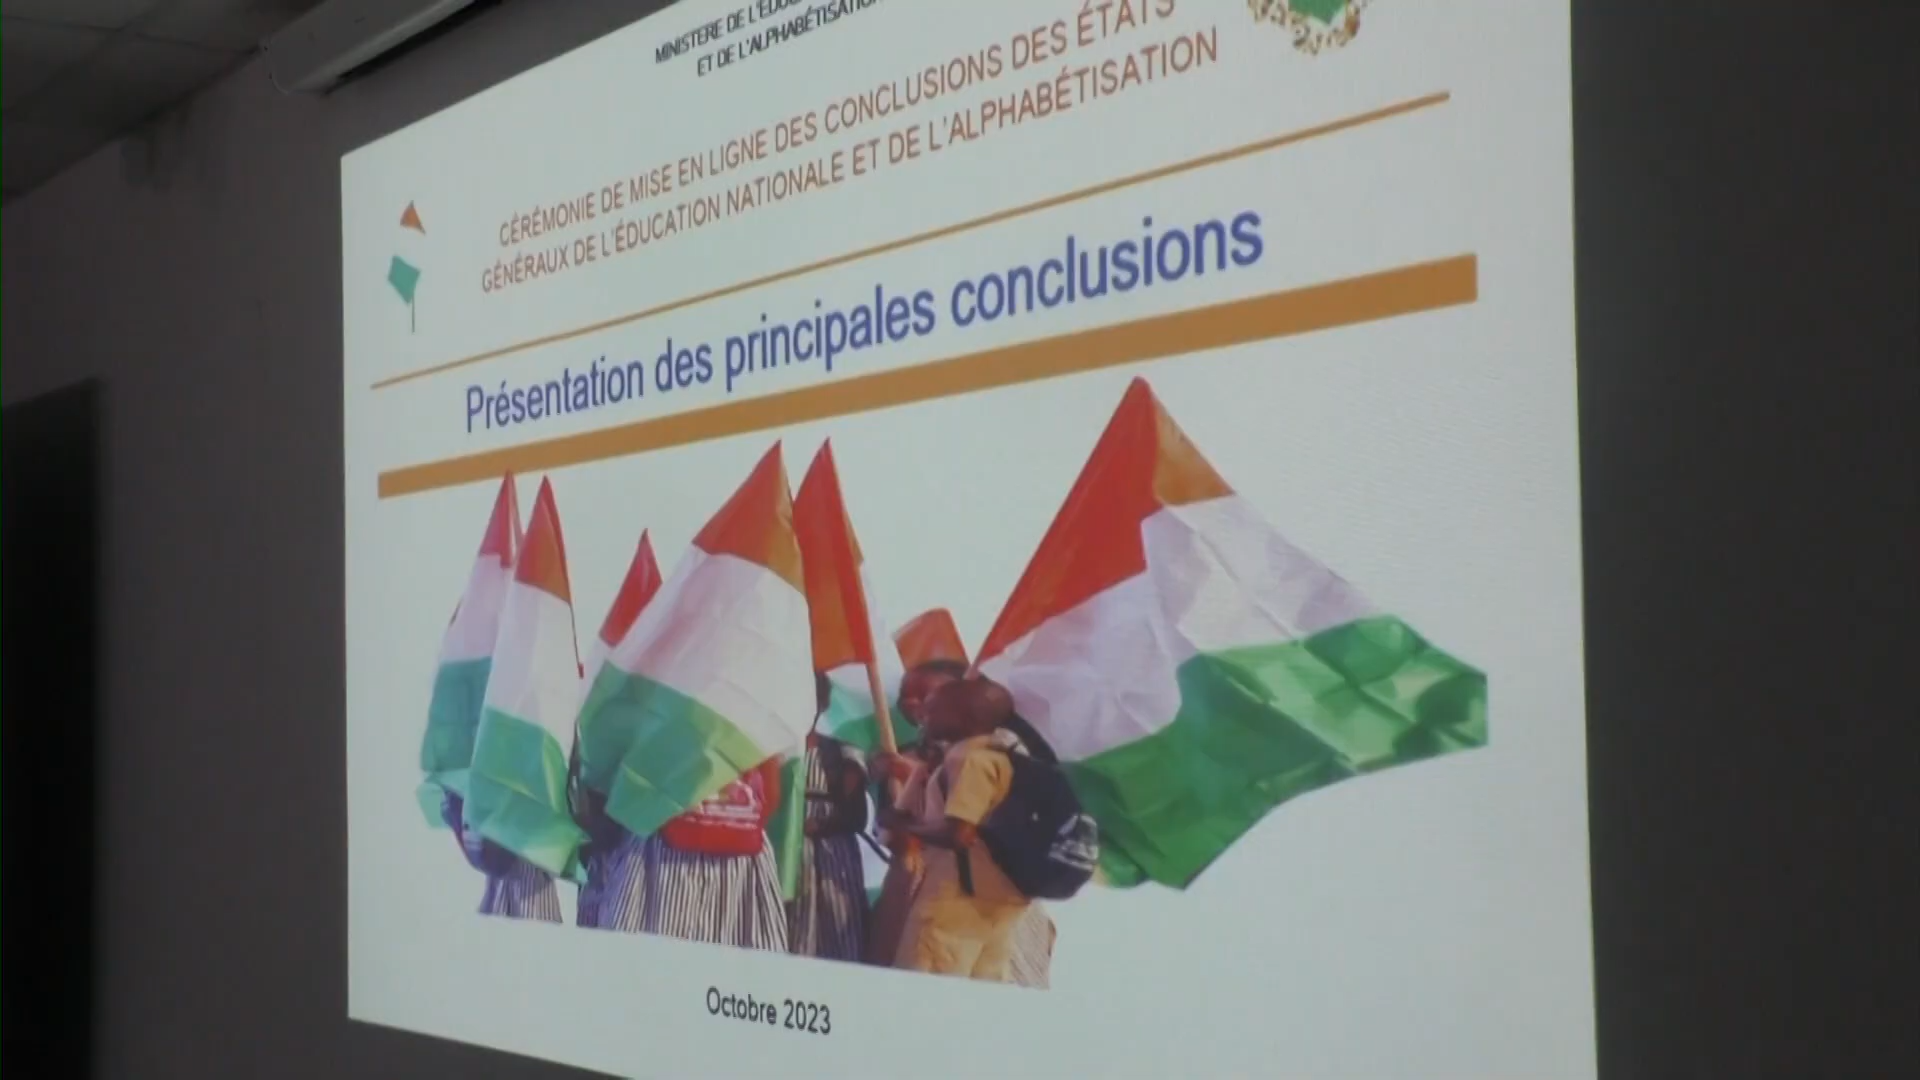 MINISTERE DE L'ÉDUC
ET DE L'ALPHABÉTISATION
CÉRÉMONIE DE MISE EN LIGNE DES CONCLUSIONS DES ÉTATS
GÉNÉRAUX DE L'ÉDUCATION NATIONALE ET DE L'ALPHABÉTISATION
Présentation des principales conclusions
Octobre 2023